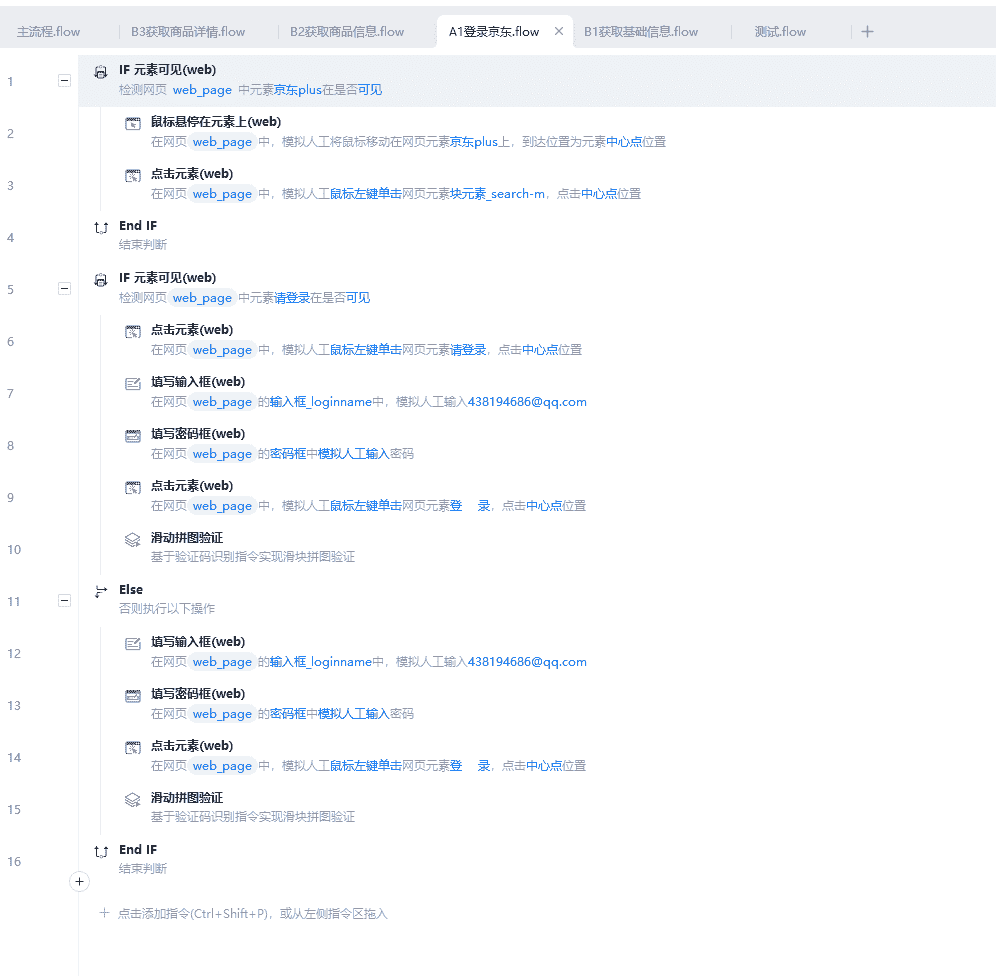 主流程.flow B3获取商品详情.flow B2获取商品信息.flow A1登录京东.flow B1获取基础信息.flow 测试.flow
1 IF 元素可见(web)
检测网页 web_page 中元素京东plus在是否可见
2 鼠标悬停在元素上(web)
在网页 web_page 中，模拟人工将鼠标移动在网页元素京东plus上，到达位置为元素中心点位置
3 点击元素(web)
在网页 web_page 中，模拟人工鼠标左键单击网页元素块元素_search-m，点击中心点位置
4 End IF
结束判断
5 IF 元素可见(web)
检测网页 web_page 中元素请登录在是否可见
6 点击元素(web)
在网页 web_page 中，模拟人工鼠标左键单击网页元素请登录，点击中心点位置
7 填写输入框(web)
在网页 web_page 的输入框_loginname中，模拟人工输入438194686@qq.com
8 填写密码框(web)
在网页 web_page 的密码框中模拟人工输入密码
9 点击元素(web)
在网页 web_page 中，模拟人工鼠标左键单击网页元素登 录，点击中心点位置
10 滑动拼图验证
基于验证码识别指令实现滑块拼图验证
11 Else
否则执行以下操作
12 填写输入框(web)
在网页 web_page 的输入框_loginname中，模拟人工输入438194686@qq.com
13 填写密码框(web)
在网页 web_page 的密码框中模拟人工输入密码
14 点击元素(web)
在网页 web_page 中，模拟人工鼠标左键单击网页元素登 录，点击中心点位置
15 滑动拼图验证
基于验证码识别指令实现滑块拼图验证
16 End IF
结束判断
点击添加指令(Ctrl+Shift+P)，或从左侧指令区拖入